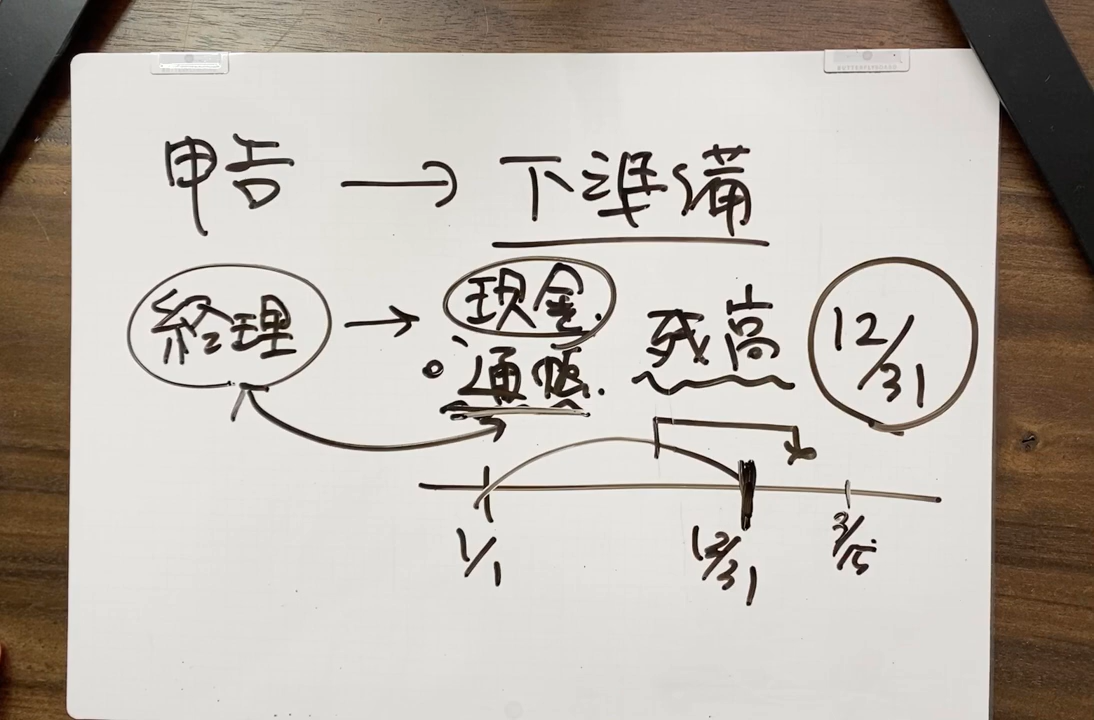 申告 → 下準備
経理 → 現金.
・通帳. 残高 12/31
1/1 12/31 3/15